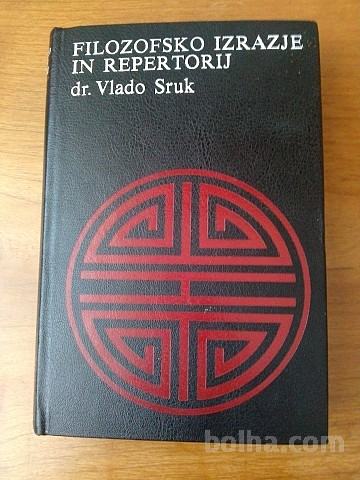 FILOZOFSKO IZRAZJE
IN REPERTORIJ
dr. Vlado Sruk
bolha.com